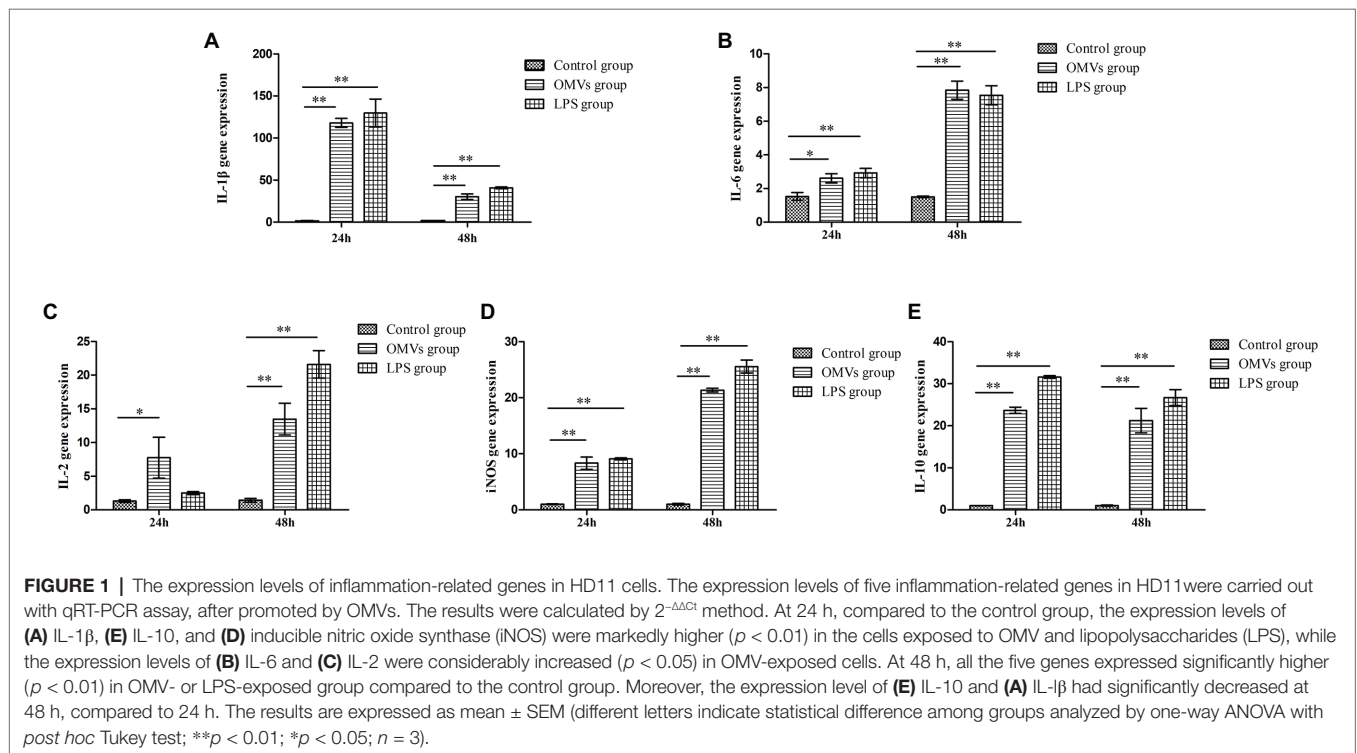 A
IL-1β gene expression
200
150
100
50
0
**
**
**
**
24h
48h
Control group
OMVs group
LPS group
B
IL-6 gene expression
10
8
6
4
2
0
**
*
**
**
24h
48h
Control group
OMVs group
LPS group
C
IL-2 gene expression
25
20
15
10
5
0
*
**
**
24h
48h
Control group
OMVs group
LPS group
D
iNOS gene expression
30
20
10
0
**
**
**
**
24h
48h
Control group
OMVs group
LPS group
E
IL-10 gene expression
40
30
20
10
0
**
**
**
**
24h
48h
Control group
OMVs group
LPS group
FIGURE 1 | The expression levels of inflammation-related genes in HD11 cells. The expression levels of five inflammation-related genes in HD11were carried out
with qRT-PCR assay, after promoted by OMVs. The results were calculated by 2−ΔΔCt method. At 24 h, compared to the control group, the expression levels of
(A) IL-1β, (E) IL-10, and (D) inducible nitric oxide synthase (iNOS) were markedly higher (p < 0.01) in the cells exposed to OMV and lipopolysaccharides (LPS), while
the expression levels of (B) IL-6 and (C) IL-2 were considerably increased (p < 0.05) in OMV-exposed cells. At 48 h, all the five genes expressed significantly higher
(p < 0.01) in OMV- or LPS-exposed group compared to the control group. Moreover, the expression level of (E) IL-10 and (A) IL-lβ had significantly decreased at
48 h, compared to 24 h. The results are expressed as mean ± SEM (different letters indicate statistical difference among groups analyzed by one-way ANOVA with
post hoc Tukey test; **p < 0.01; *p < 0.05; n = 3).